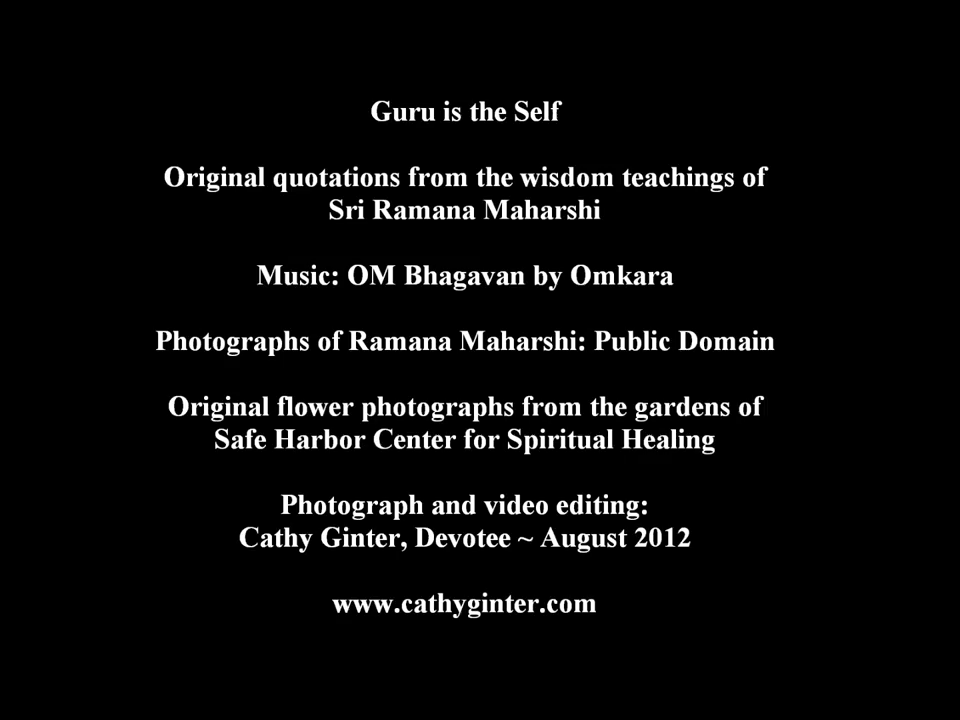 Guru is the Self
Original quotations from the wisdom teachings of
Sri Ramana Maharshi
Music: OM Bhagavan by Omkara
Photographs of Ramana Maharshi: Public Domain
Original flower photographs from the gardens of
Safe Harbor Center for Spiritual Healing
Photograph and video editing:
Cathy Ginter, Devotee ~ August 2012
www.cathyginter.com